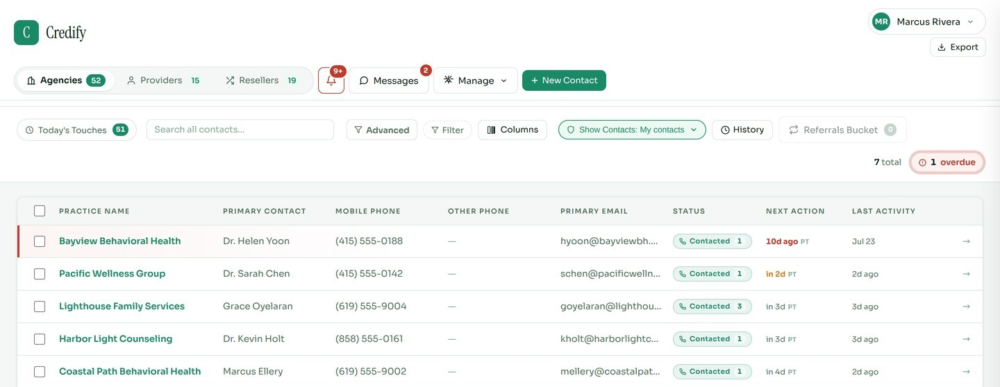 C Credify
MR Marcus Rivera
Export
Agencies 52 Providers 15 Resellers 19 9+ Messages 2 Manage + New Contact
Today's Touches 51 Search all contacts... Advanced Filter Columns Show Contacts: My contacts History Referrals Bucket 0
7 total 1 overdue
PRACTICE NAME PRIMARY CONTACT MOBILE PHONE OTHER PHONE PRIMARY EMAIL STATUS NEXT ACTION LAST ACTIVITY
Bayview Behavioral Health Dr. Helen Yoon (415) 555-0188 — hyoon@bayviewbh.... Contacted 1 10d ago PT Jul 23 →
Pacific Wellness Group Dr. Sarah Chen (415) 555-0142 — schen@pacificwelln... Contacted 1 in 2d PT 2d ago →
Lighthouse Family Services Grace Oyelaran (619) 555-9004 — goyelaran@lighthou... Contacted 3 in 3d PT 3d ago →
Harbor Light Counseling Dr. Kevin Holt (858) 555-0161 — kholt@harborlightc... Contacted 1 in 3d PT 3d ago →
Coastal Path Behavioral Health Marcus Ellery (619) 555-9002 — mellery@coastalpat... Contacted 1 in 4d PT 2d ago →